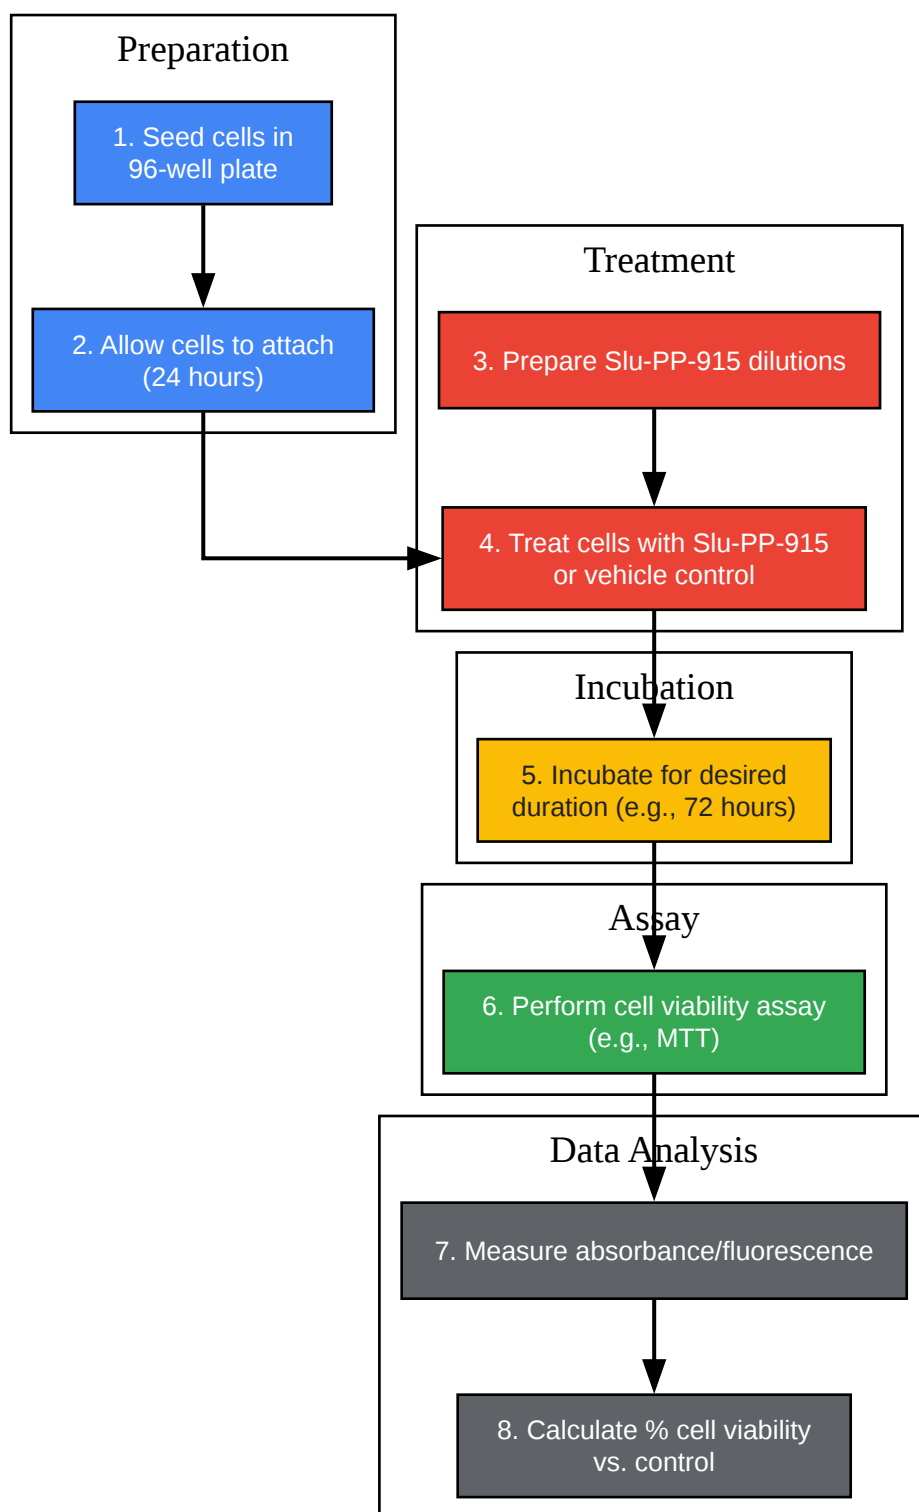 Preparation
1. Seed cells in
96-well plate
2. Allow cells to attach
(24 hours)
Treatment
3. Prepare Slu-PP-915 dilutions
4. Treat cells with Slu-PP-915
or vehicle control
Incubation
5. Incubate for desired
duration (e.g., 72 hours)
Assay
6. Perform cell viability assay
(e.g., MTT)
Data Analysis
7. Measure absorbance/fluorescence
8. Calculate % cell viability
vs. control